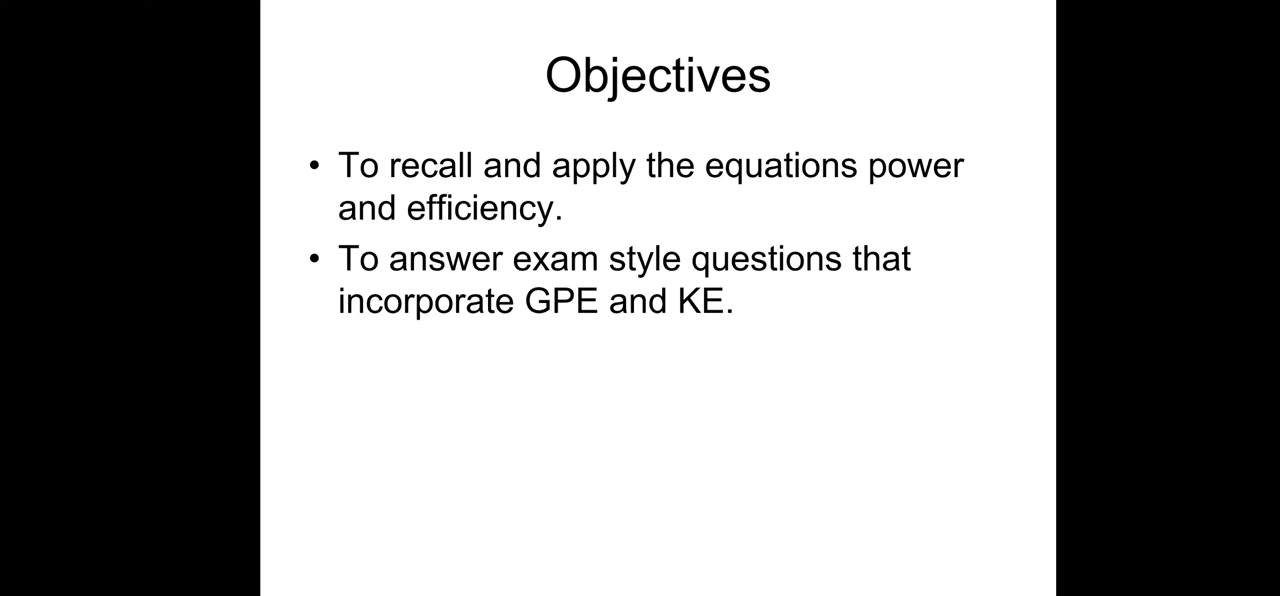 Objectives
• To recall and apply the equations power
and efficiency.
• To answer exam style questions that
incorporate GPE and KE.